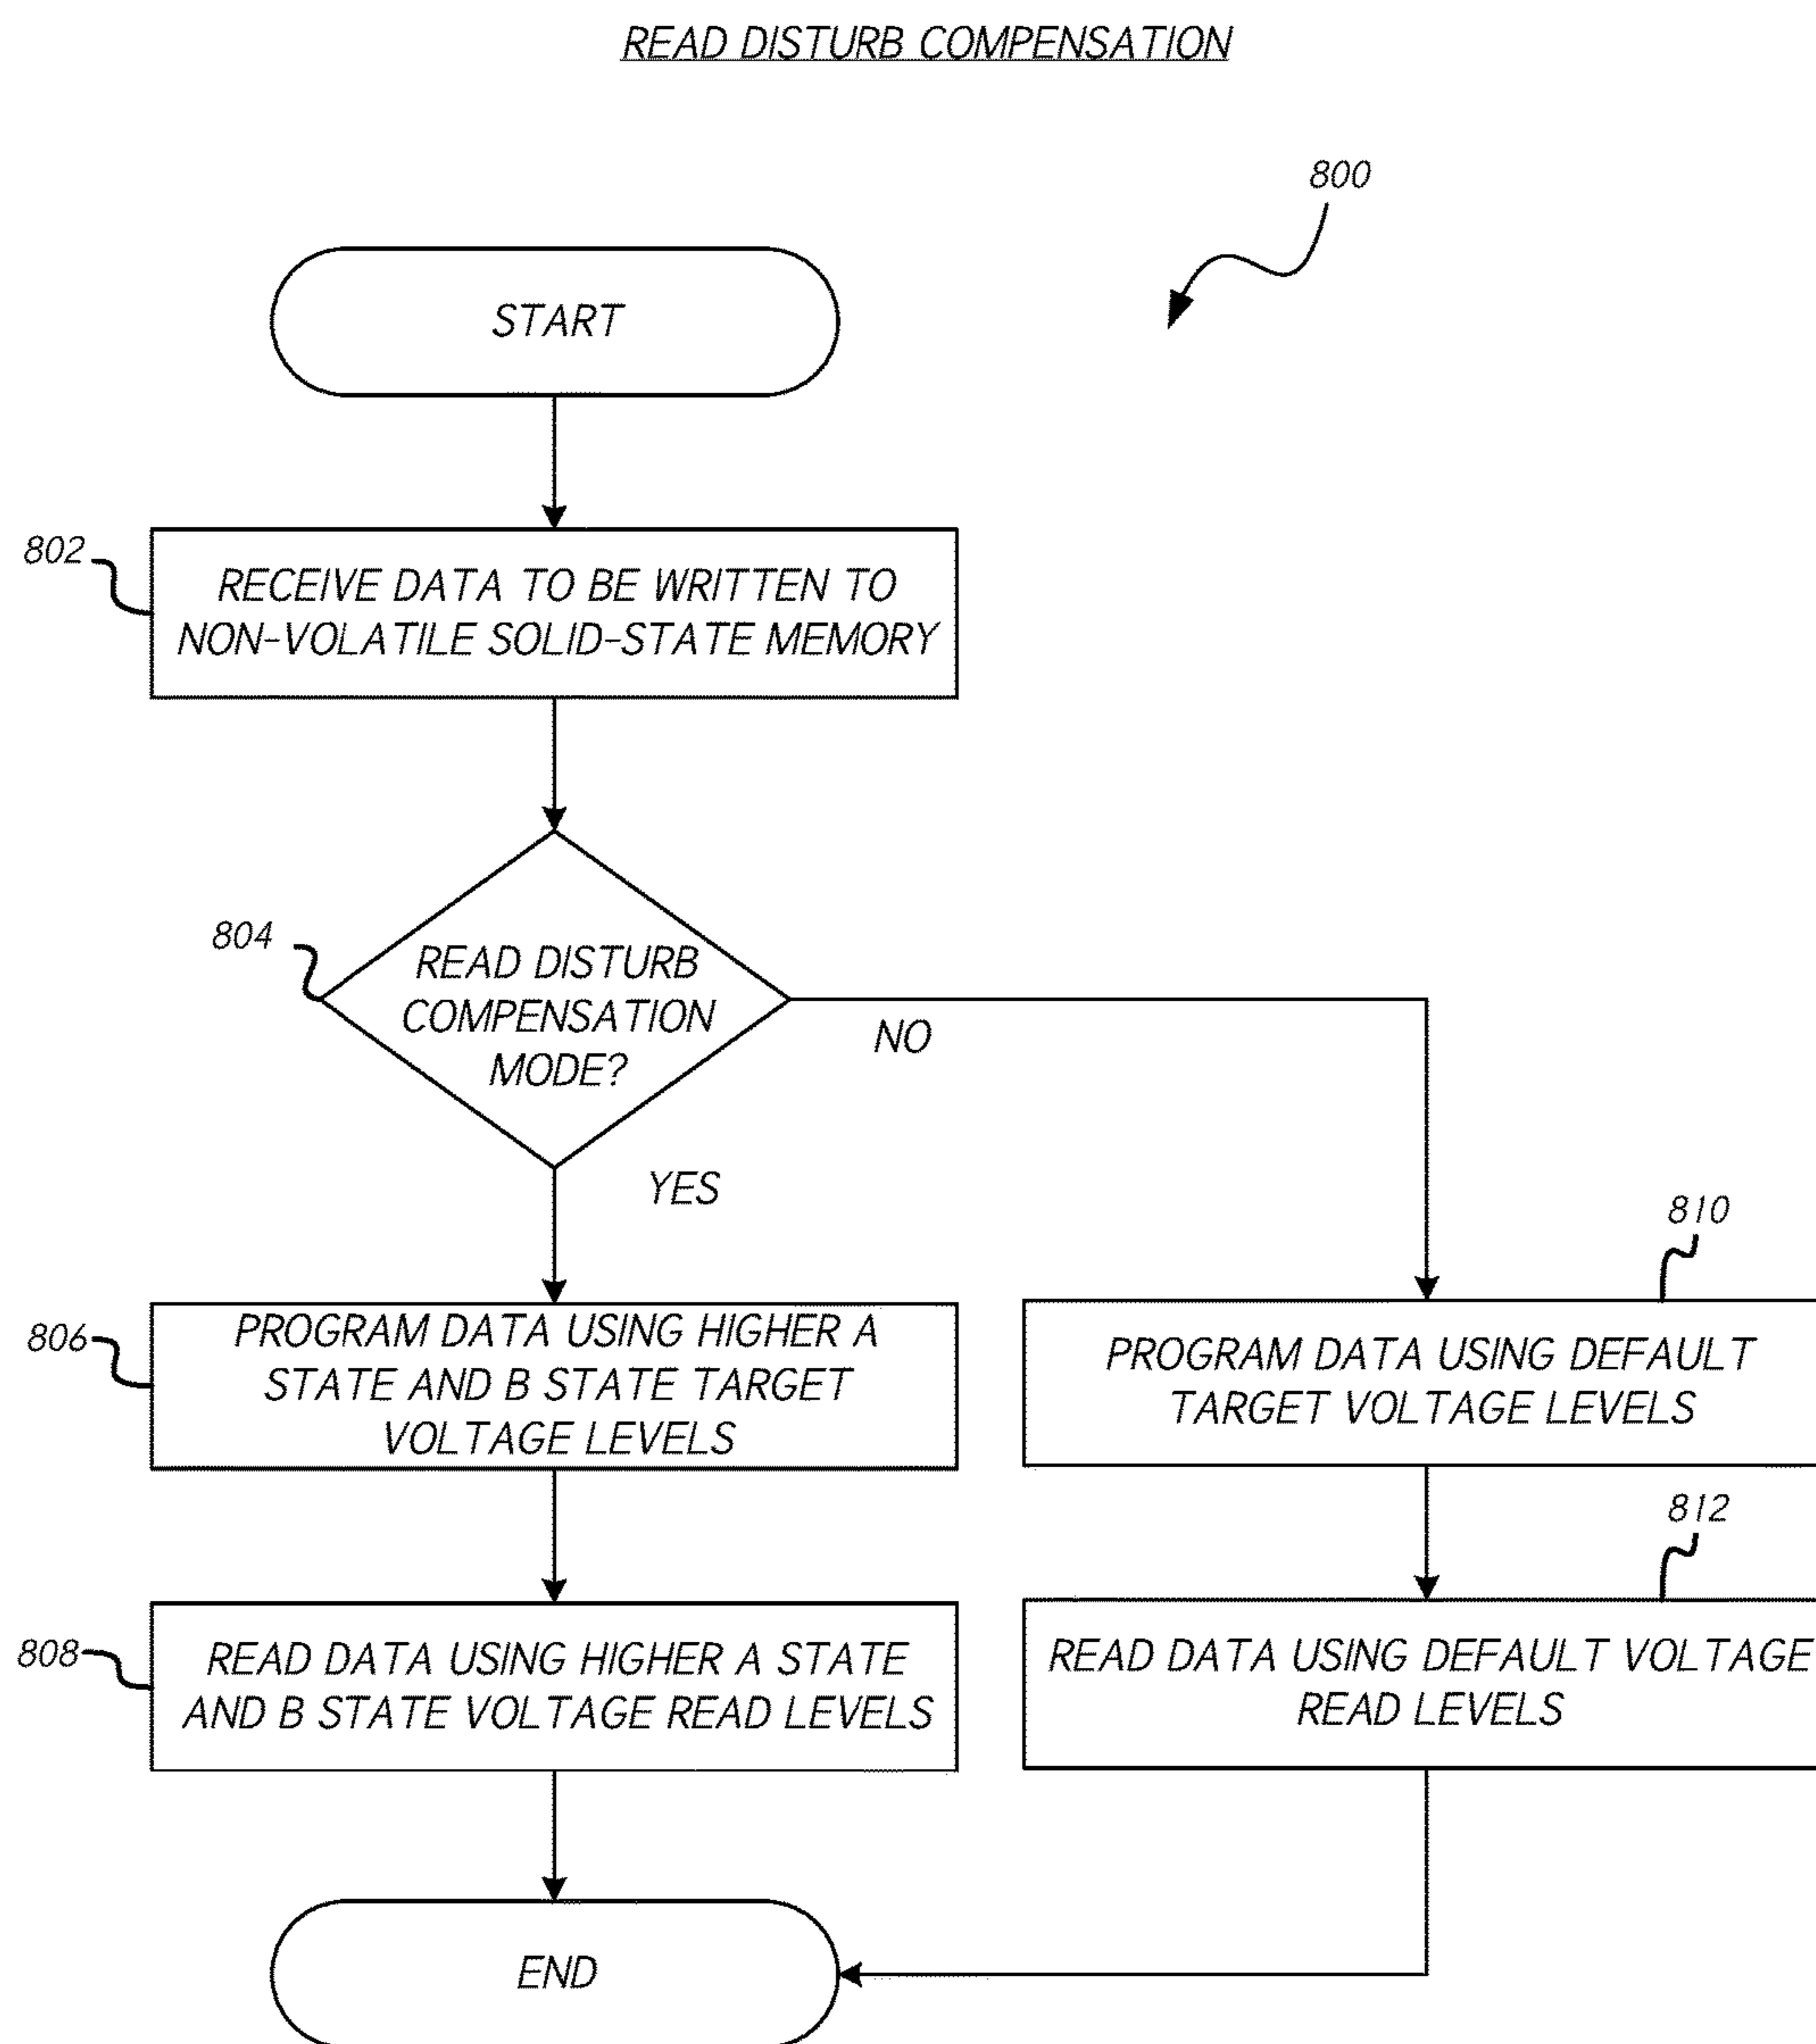 READ DISTURB COMPENSATION
800
START
802
RECEIVE DATA TO BE WRITTEN TO
NON-VOLATILE SOLID-STATE MEMORY
804
READ DISTURB
COMPENSATION
MODE?
NO
YES
806
PROGRAM DATA USING HIGHER A
STATE AND B STATE TARGET
VOLTAGE LEVELS
810
PROGRAM DATA USING DEFAULT
TARGET VOLTAGE LEVELS
808
READ DATA USING HIGHER A STATE
AND B STATE VOLTAGE READ LEVELS
812
READ DATA USING DEFAULT VOLTAGE
READ LEVELS
END